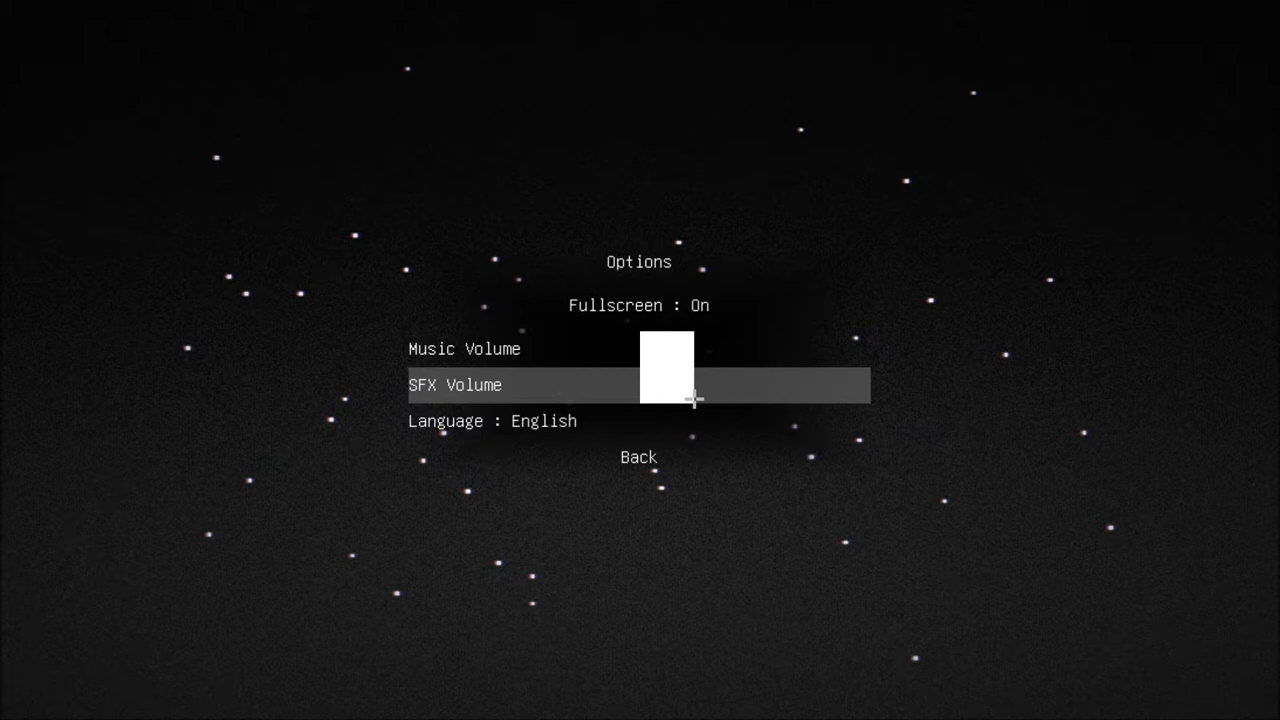 Options
Fullscreen : On
Music Volume
SFX Volume
Language : English
Back